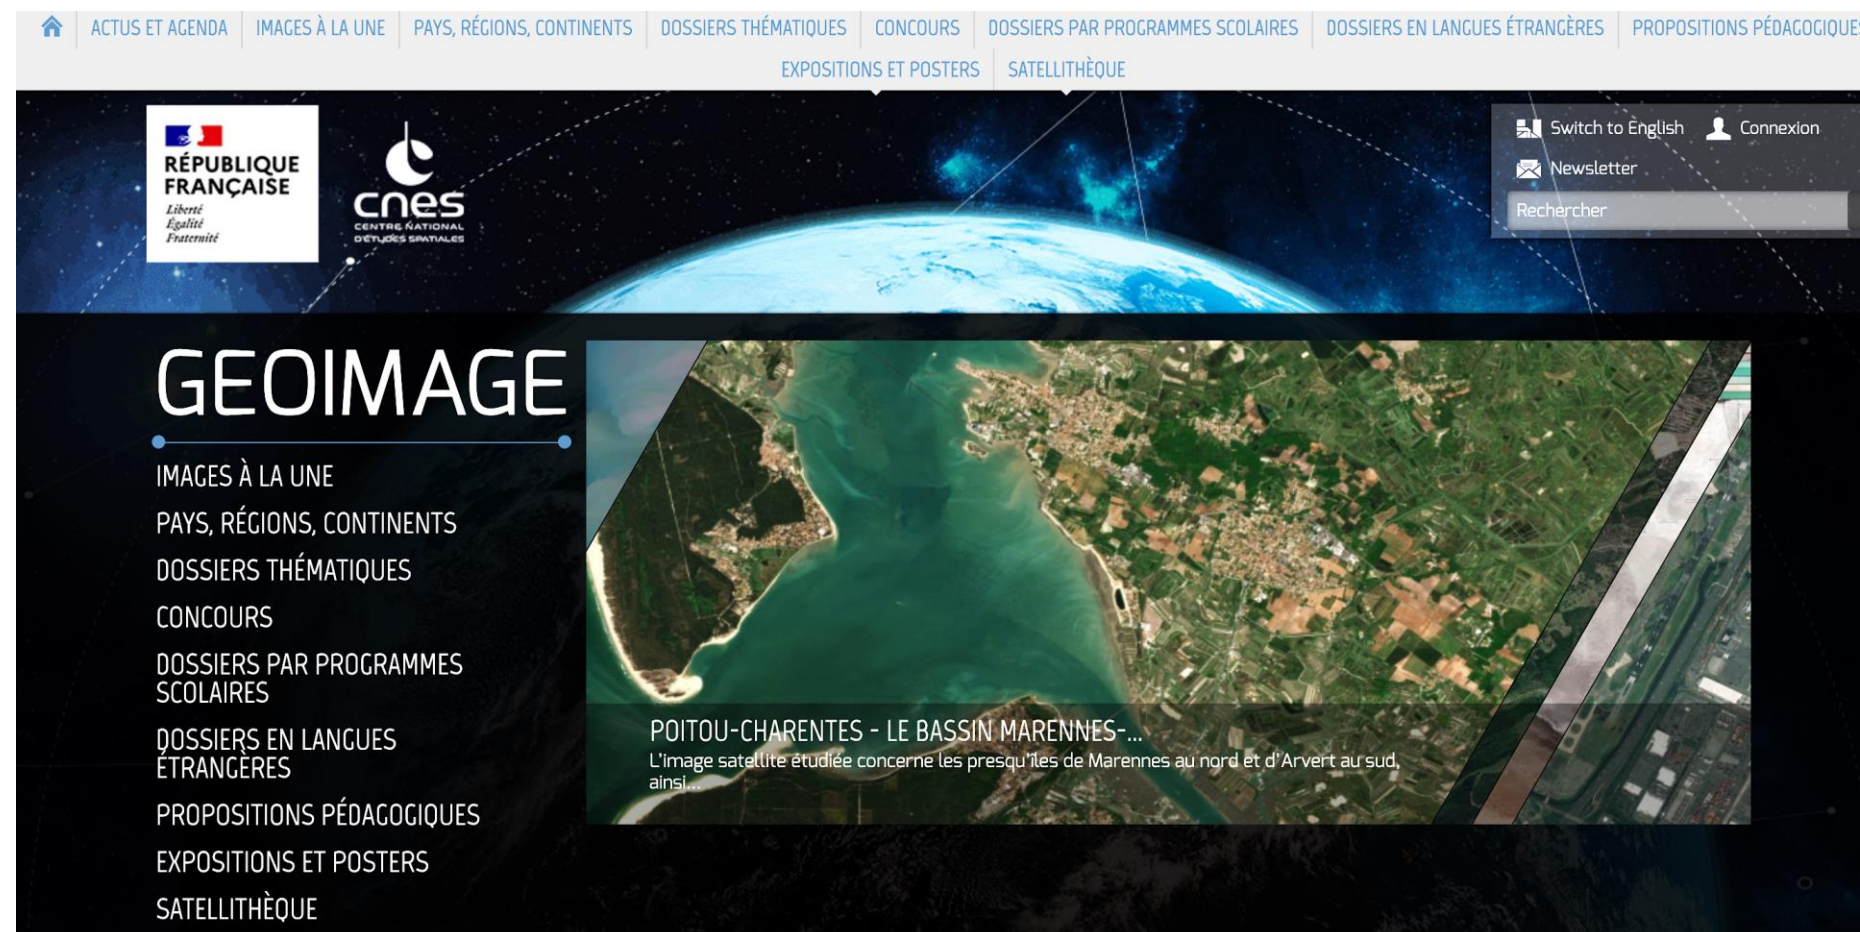 ACTUS ET AGENDA IMAGES À LA UNE PAYS, RÉGIONS, CONTINENTS DOSSIERS THÉMATIQUES CONCOURS DOSSIERS PAR PROGRAMMES SCOLAIRES DOSSIERS EN LANGUES ÉTRANGÈRES PROPOSITIONS PÉDAGOGIQUES
EXPOSITIONS ET POSTERS SATELLITHÈQUE
RÉPUBLIQUE
FRANÇAISE
Liberté
Égalité
Fraternité
cnes
CENTRE NATIONAL
D'ÉTUDES SPATIALES
Switch to English Connexion
Newsletter
Rechercher
GEOIMAGE
IMAGES À LA UNE
PAYS, RÉGIONS, CONTINENTS
DOSSIERS THÉMATIQUES
CONCOURS
DOSSIERS PAR PROGRAMMES
SCOLAIRES
DOSSIERS EN LANGUES
ÉTRANGÈRES
PROPOSITIONS PÉDAGOGIQUES
EXPOSITIONS ET POSTERS
SATELLITHÈQUE
POITOU-CHARENTES - LE BASSIN MARENNES-...
L'image satellite étudiée concerne les presqu'îles de Marennes au nord et d'Arvert au sud,
ainsi...